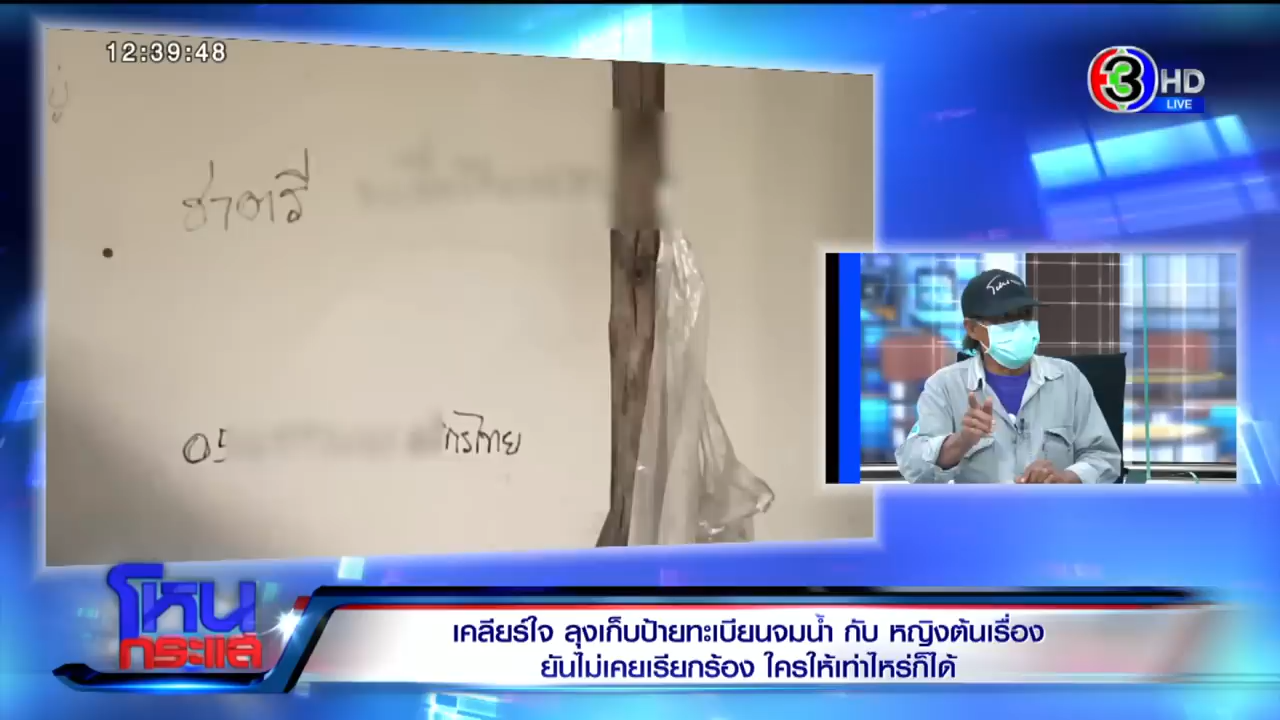 12:39:48
3 HD
LIVE
ชาตรี
05
กรไทย
โหนกระแส
เคลียร์ใจ ลุงเก็บป้ายทะเบียนจมน้ำ กับ หญิงต้นเรื่อง
ยันไม่เคยเรียกร้อง ใครให้เท่าไหร่ก็ได้